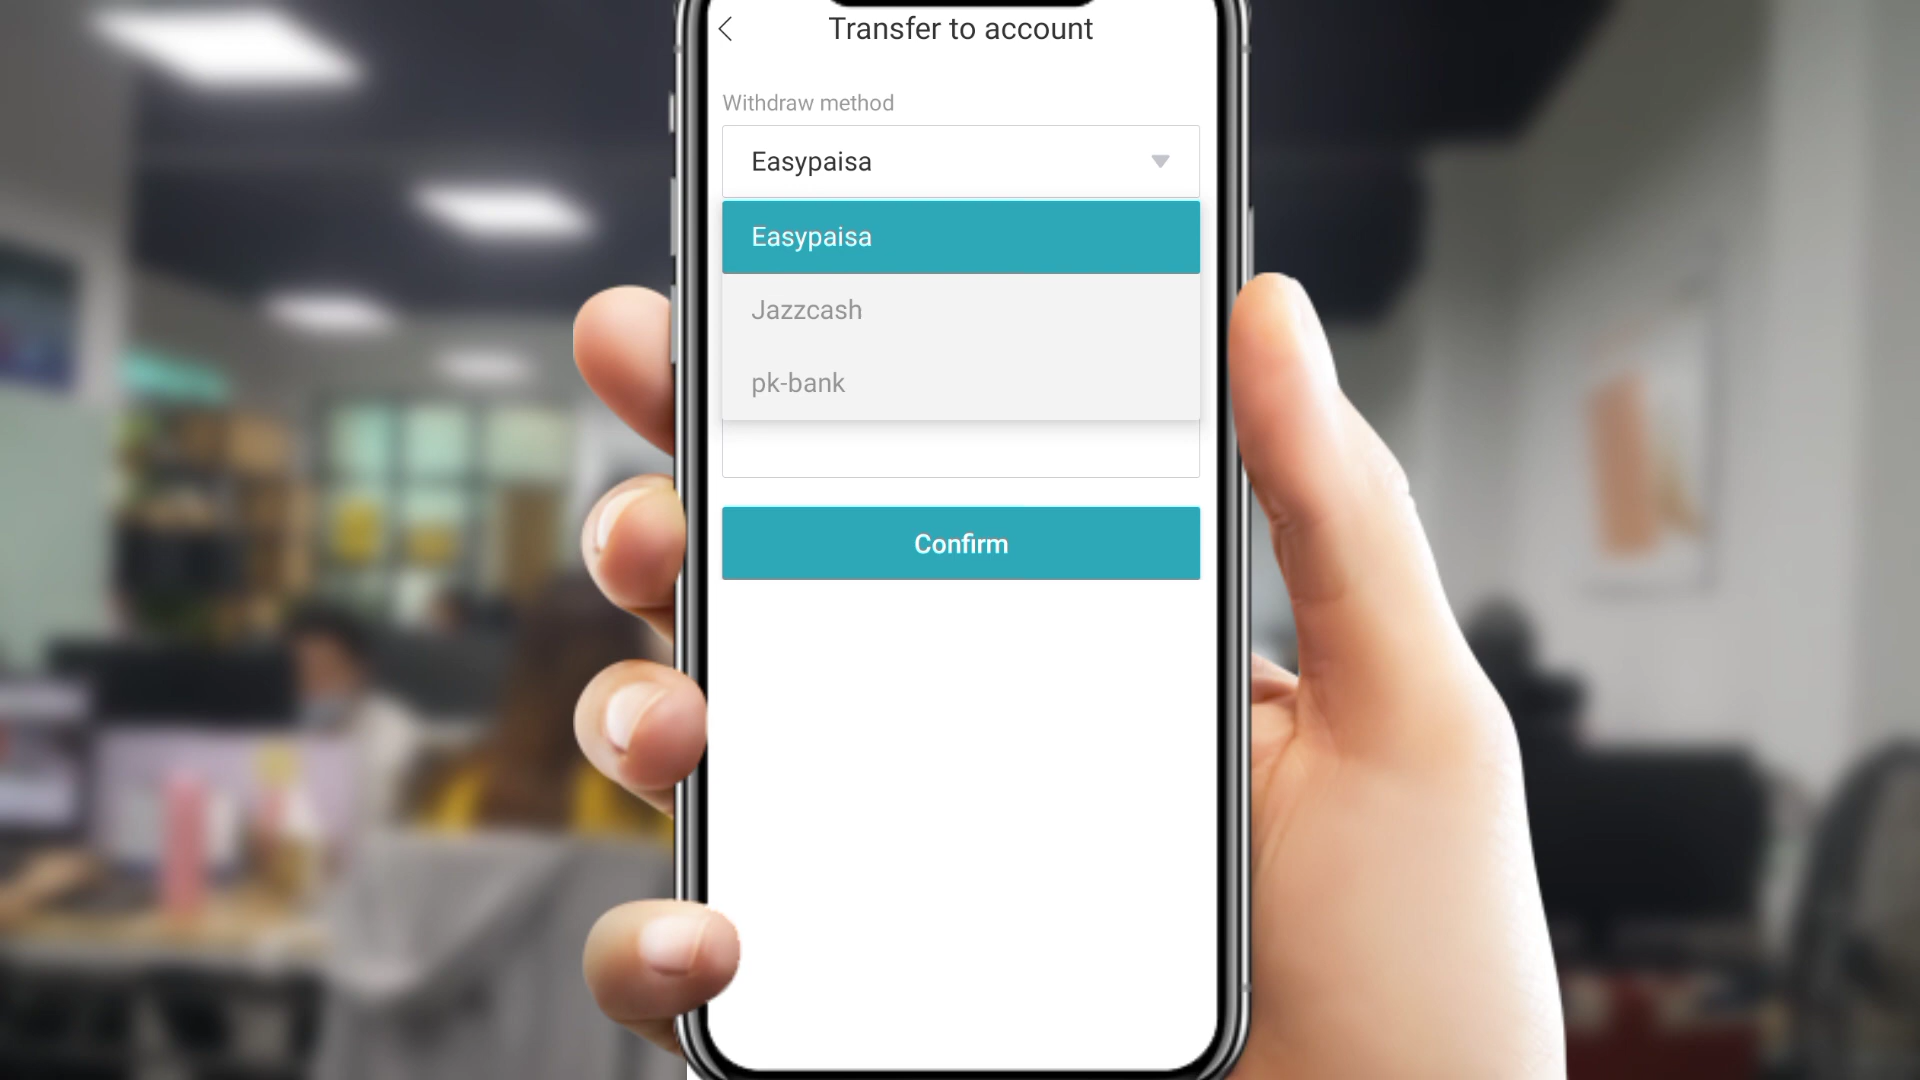 Transfer to account
Withdraw method
Easypaisa
Easypaisa
Jazzcash
pk-bank
Confirm